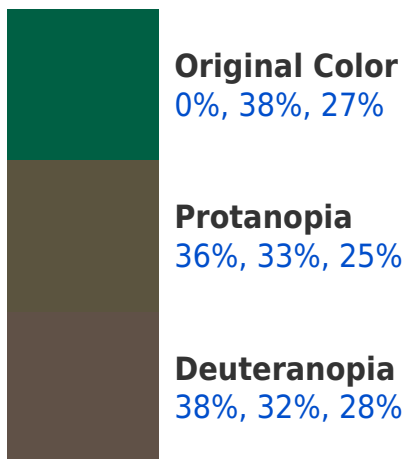 Original Color
0%, 38%, 27%
Protanopia
36%, 33%, 25%
Deuteranopia
38%, 32%, 28%